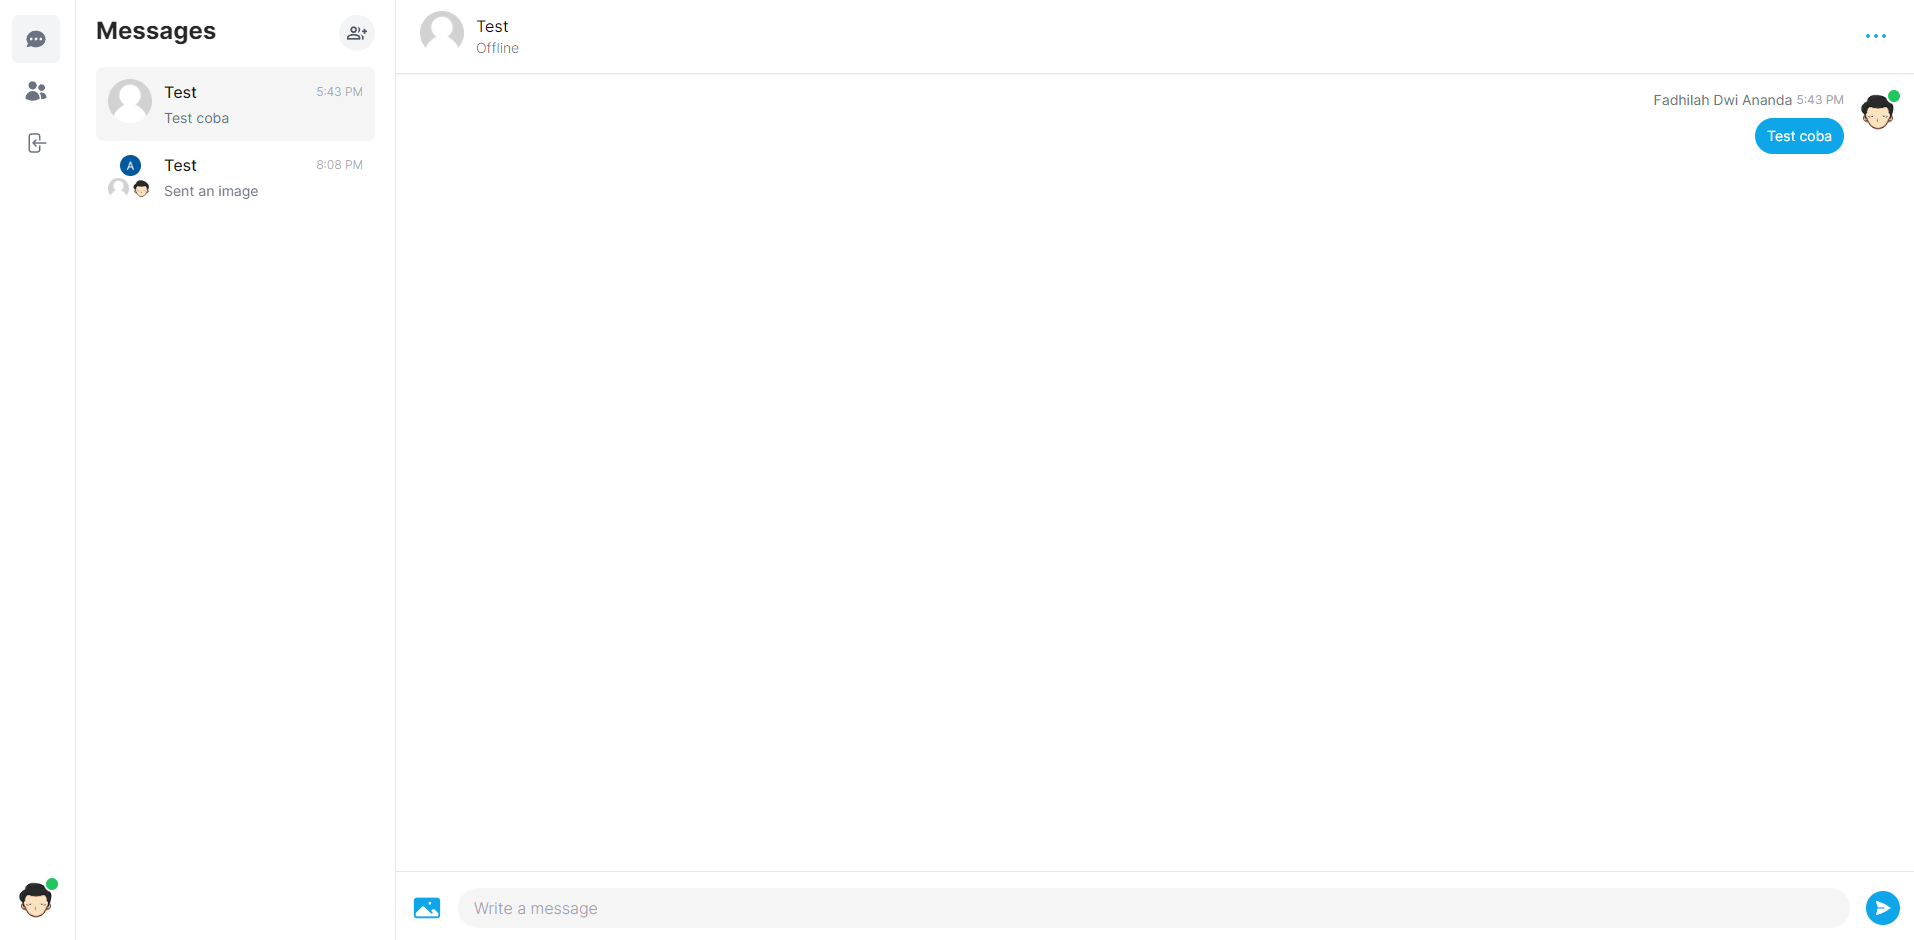 Messages
Test
5:43 PM
Test coba
A
Test
8:08 PM
Sent an image
Test
Offline
Fadhilah Dwi Ananda 5:43 PM
Test coba
Write a message